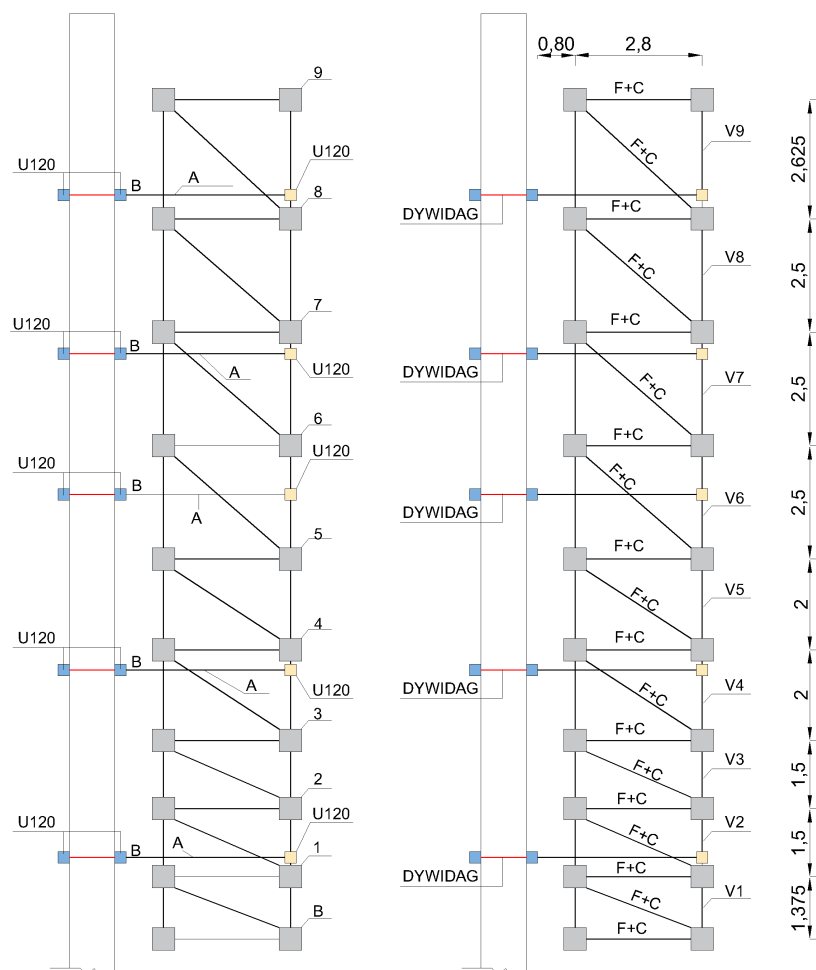 0,80
2,8
9
F+C
U120
V9
2,625
U120
B
A
F+C
8
F+C
DYWIDAG
V8
2,5
F+C
7
F+C
U120
B
A
U120
DYWIDAG
F+C
V7
2,5
6
F+C
U120
U120
B
A
F+C
DYWIDAG
V6
2,5
5
F+C
V5
2
F+C
4
F+C
U120
B
A
U120
DYWIDAG
F+C
V4
2
3
F+C
V3
1,5
F+C
2
F+C
U120
U120
B
A
F+C
V2
1,5
1
F+C
DYWIDAG
V1
1,375
F+C
B
F+C